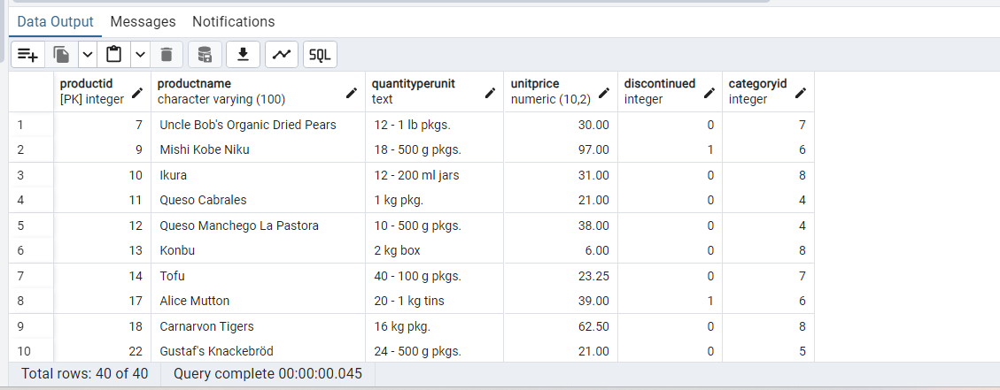 Data Output Messages Notifications
SQL
productid productname quantityperunit unitprice discontinued categoryid
[PK] integer character varying (100) text numeric (10,2) integer integer
1 7 Uncle Bob's Organic Dried Pears 12 - 1 lb pkgs. 30.00 0 7
2 9 Mishi Kobe Niku 18 - 500 g pkgs. 97.00 1 6
3 10 Ikura 12 - 200 ml jars 31.00 0 8
4 11 Queso Cabrales 1 kg pkg. 21.00 0 4
5 12 Queso Manchego La Pastora 10 - 500 g pkgs. 38.00 0 4
6 13 Konbu 2 kg box 6.00 0 8
7 14 Tofu 40 - 100 g pkgs. 23.25 0 7
8 17 Alice Mutton 20 - 1 kg tins 39.00 1 6
9 18 Carnarvon Tigers 16 kg pkg. 62.50 0 8
10 22 Gustaf's Knackebröd 24 - 500 g pkgs. 21.00 0 5
Total rows: 40 of 40 Query complete 00:00:00.045